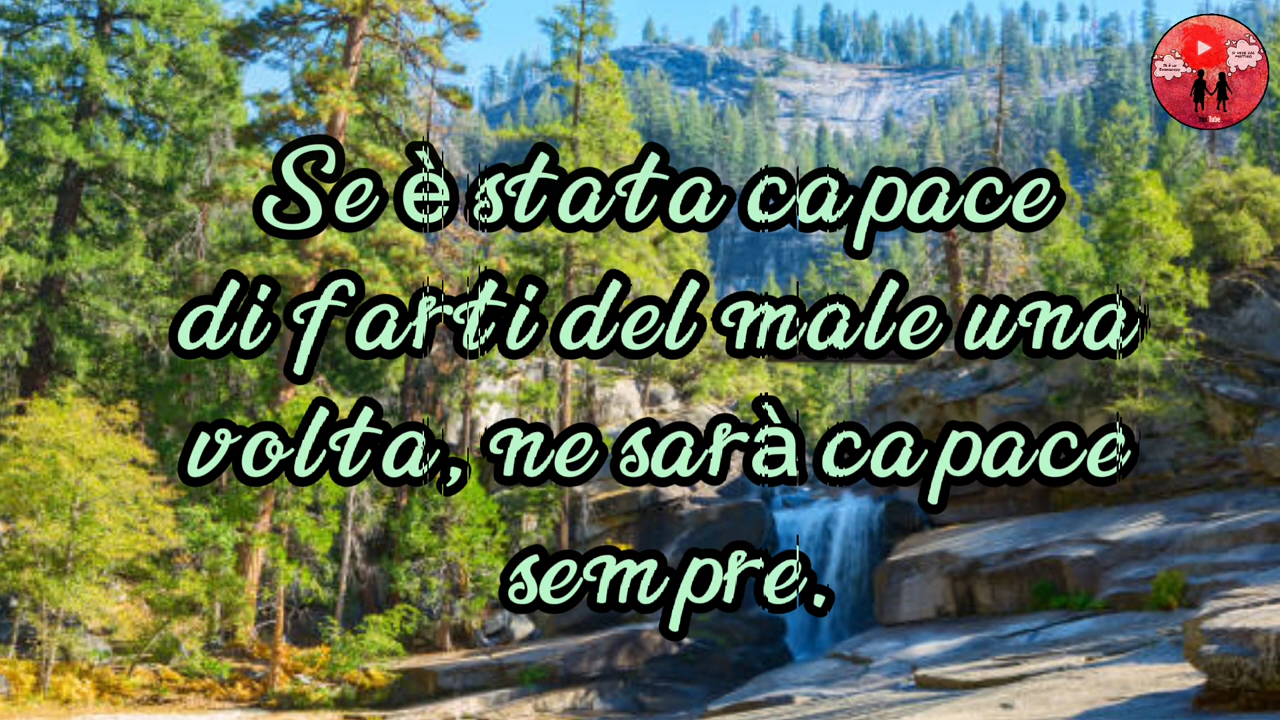 Se è stata capace
di farti del male una
volta, ne sarà capace
sempre.